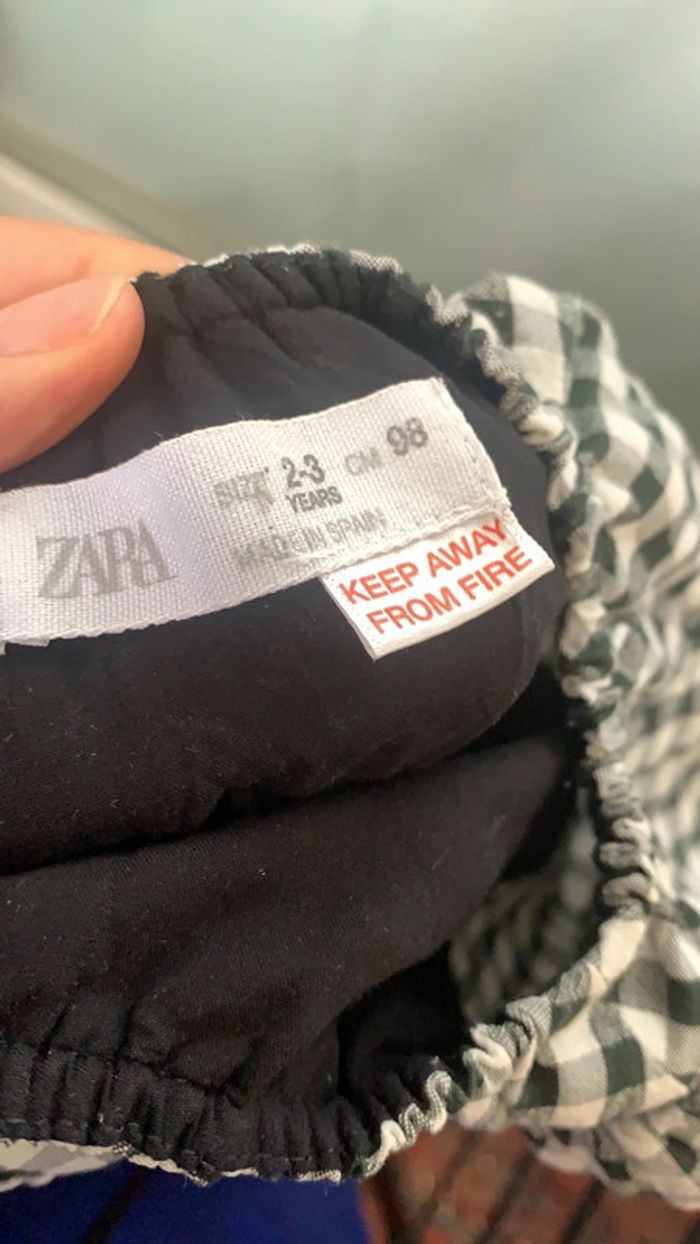 ZARA
SIZE 2-3 YEARS CM 98
MADE IN SPAIN
KEEP AWAY
FROM FIRE